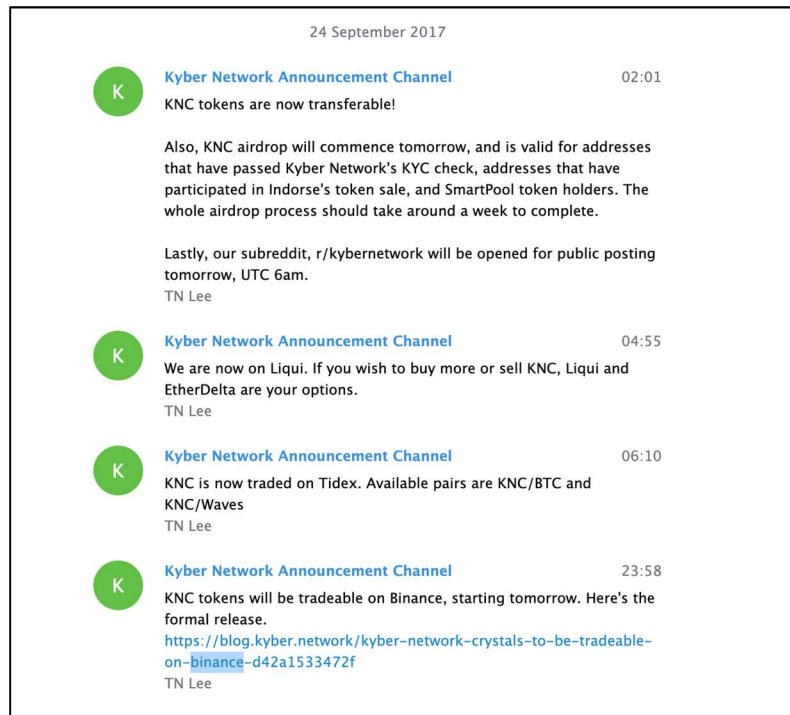 24 September 2017
K
Kyber Network Announcement Channel 02:01
KNC tokens are now transferable!
Also, KNC airdrop will commence tomorrow, and is valid for addresses
that have passed Kyber Network's KYC check, addresses that have
participated in Indorse's token sale, and SmartPool token holders. The
whole airdrop process should take around a week to complete.
Lastly, our subreddit, r/kybernetwork will be opened for public posting
tomorrow, UTC 6am.
TN Lee
K
Kyber Network Announcement Channel 04:55
We are now on Liqui. If you wish to buy more or sell KNC, Liqui and
EtherDelta are your options.
TN Lee
K
Kyber Network Announcement Channel 06:10
KNC is now traded on Tidex. Available pairs are KNC/BTC and
KNC/Waves
TN Lee
K
Kyber Network Announcement Channel 23:58
KNC tokens will be tradeable on Binance, starting tomorrow. Here's the
formal release.
https://blog.kyber.network/kyber-network-crystals-to-be-tradeable-
on-binance-d42a1533472f
TN Lee